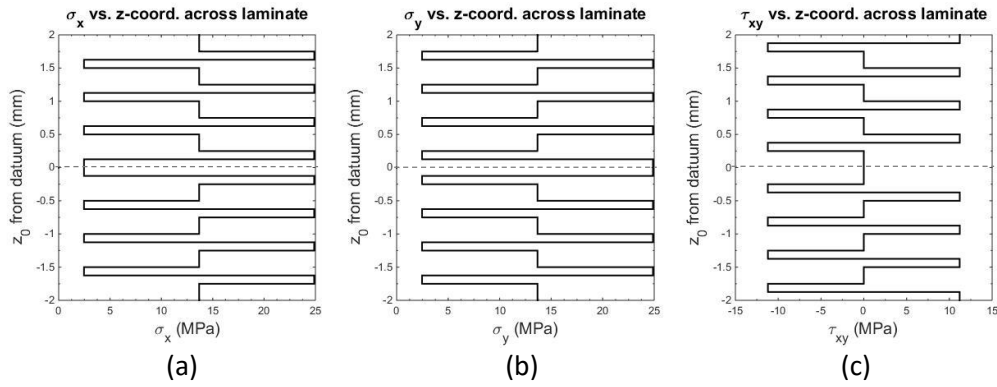 σx vs. z-coord. across laminate
z0 from datuum (mm)
2
1.5
1
0.5
0
-0.5
-1
-1.5
-2
0 5 10 15 20 25
σx (MPa)
(a)
σy vs. z-coord. across laminate
z0 from datuum (mm)
2
1.5
1
0.5
0
-0.5
-1
-1.5
-2
0 5 10 15 20 25
σy (MPa)
(b)
τxy vs. z-coord. across laminate
z0 from datuum (mm)
2
1.5
1
0.5
0
-0.5
-1
-1.5
-2
-15 -10 -5 0 5 10 15
τxy (MPa)
(c)